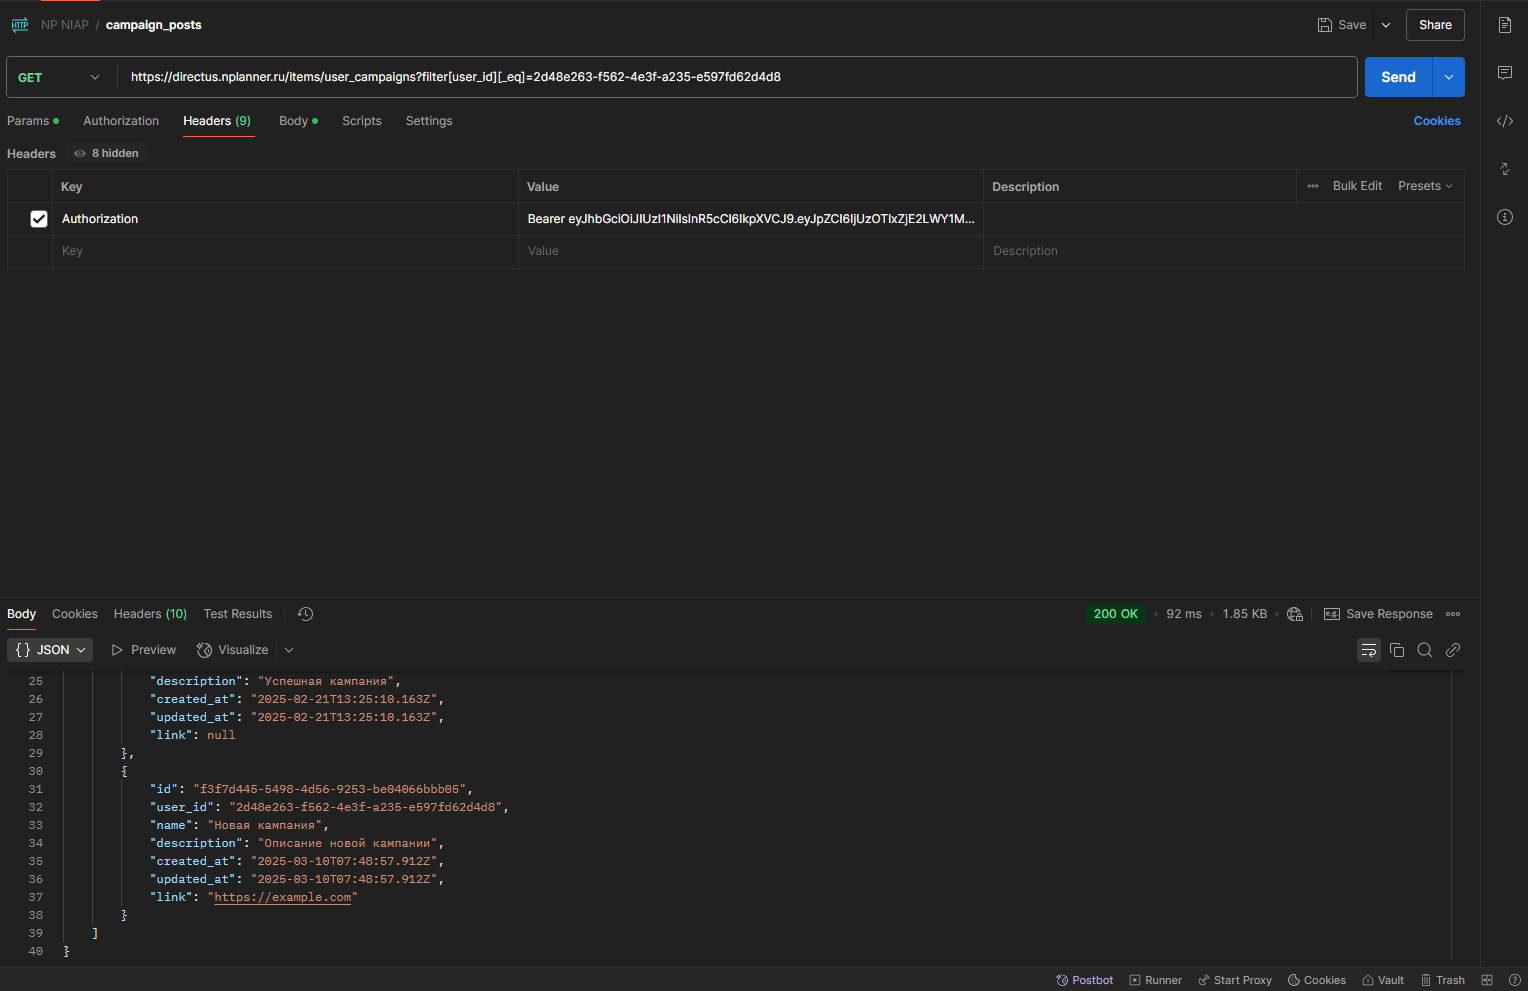 HTTP NP NIAP / campaign_posts Save Share
GET https://directus.nplanner.ru/items/user_campaigns?filter[user_id][_eq]=2d48e263-f562-4e3f-a235-e597fd62d4d8 Send
Params Authorization Headers (9) Body Scripts Settings Cookies
Headers 8 hidden
Key Value Description Bulk Edit Presets
Authorization Bearer eyJhbGciOiJIUzI1NiIsInR5cCI6IkpXVCJ9.eyJpZCI6IjUzOTIxZjE2LWY1M...
Key Value Description
Body Cookies Headers (10) Test Results 200 OK 92 ms 1.85 KB e.g. Save Response
{} JSON Preview Visualize
25 "description": "Успешная кампания",
26 "created_at": "2025-02-21T13:25:10.163Z",
27 "updated_at": "2025-02-21T13:25:10.163Z",
28 "link": null
29 },
30 {
31 "id": "f3f7d445-5498-4d56-9253-be04066bbb05",
32 "user_id": "2d48e263-f562-4e3f-a235-e597fd62d4d8",
33 "name": "Новая кампания",
34 "description": "Описание новой кампании",
35 "created_at": "2025-03-10T07:48:57.912Z",
36 "updated_at": "2025-03-10T07:48:57.912Z",
37 "link": "https://example.com"
38 }
39 ]
40 }
Postbot Runner Start Proxy Cookies Vault Trash